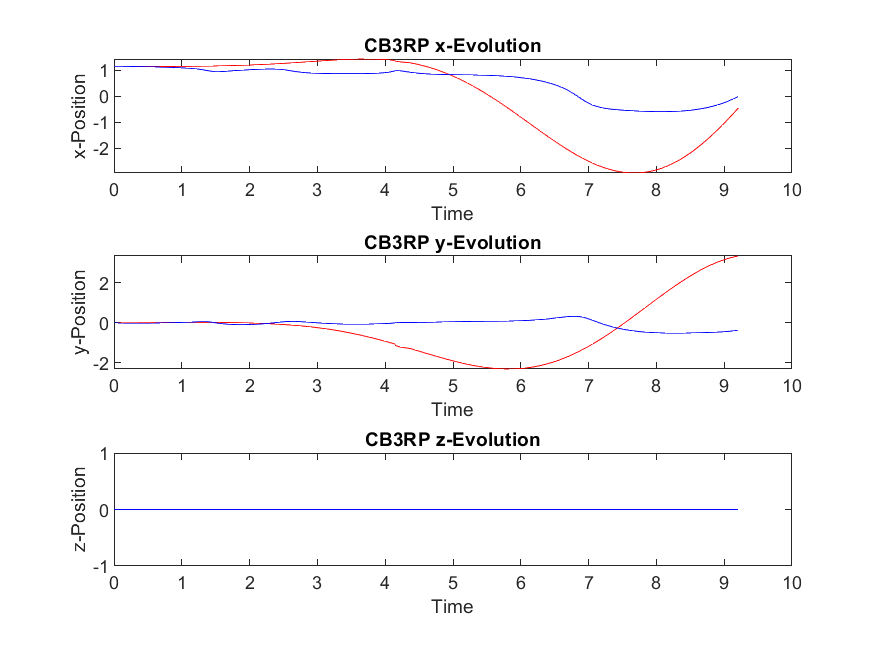 CB3RP x-Evolution
1
0
-1
-2
x-Position
0 1 2 3 4 5 6 7 8 9 10
Time
CB3RP y-Evolution
2
0
-2
y-Position
0 1 2 3 4 5 6 7 8 9 10
Time
CB3RP z-Evolution
1
0
-1
z-Position
0 1 2 3 4 5 6 7 8 9 10
Time